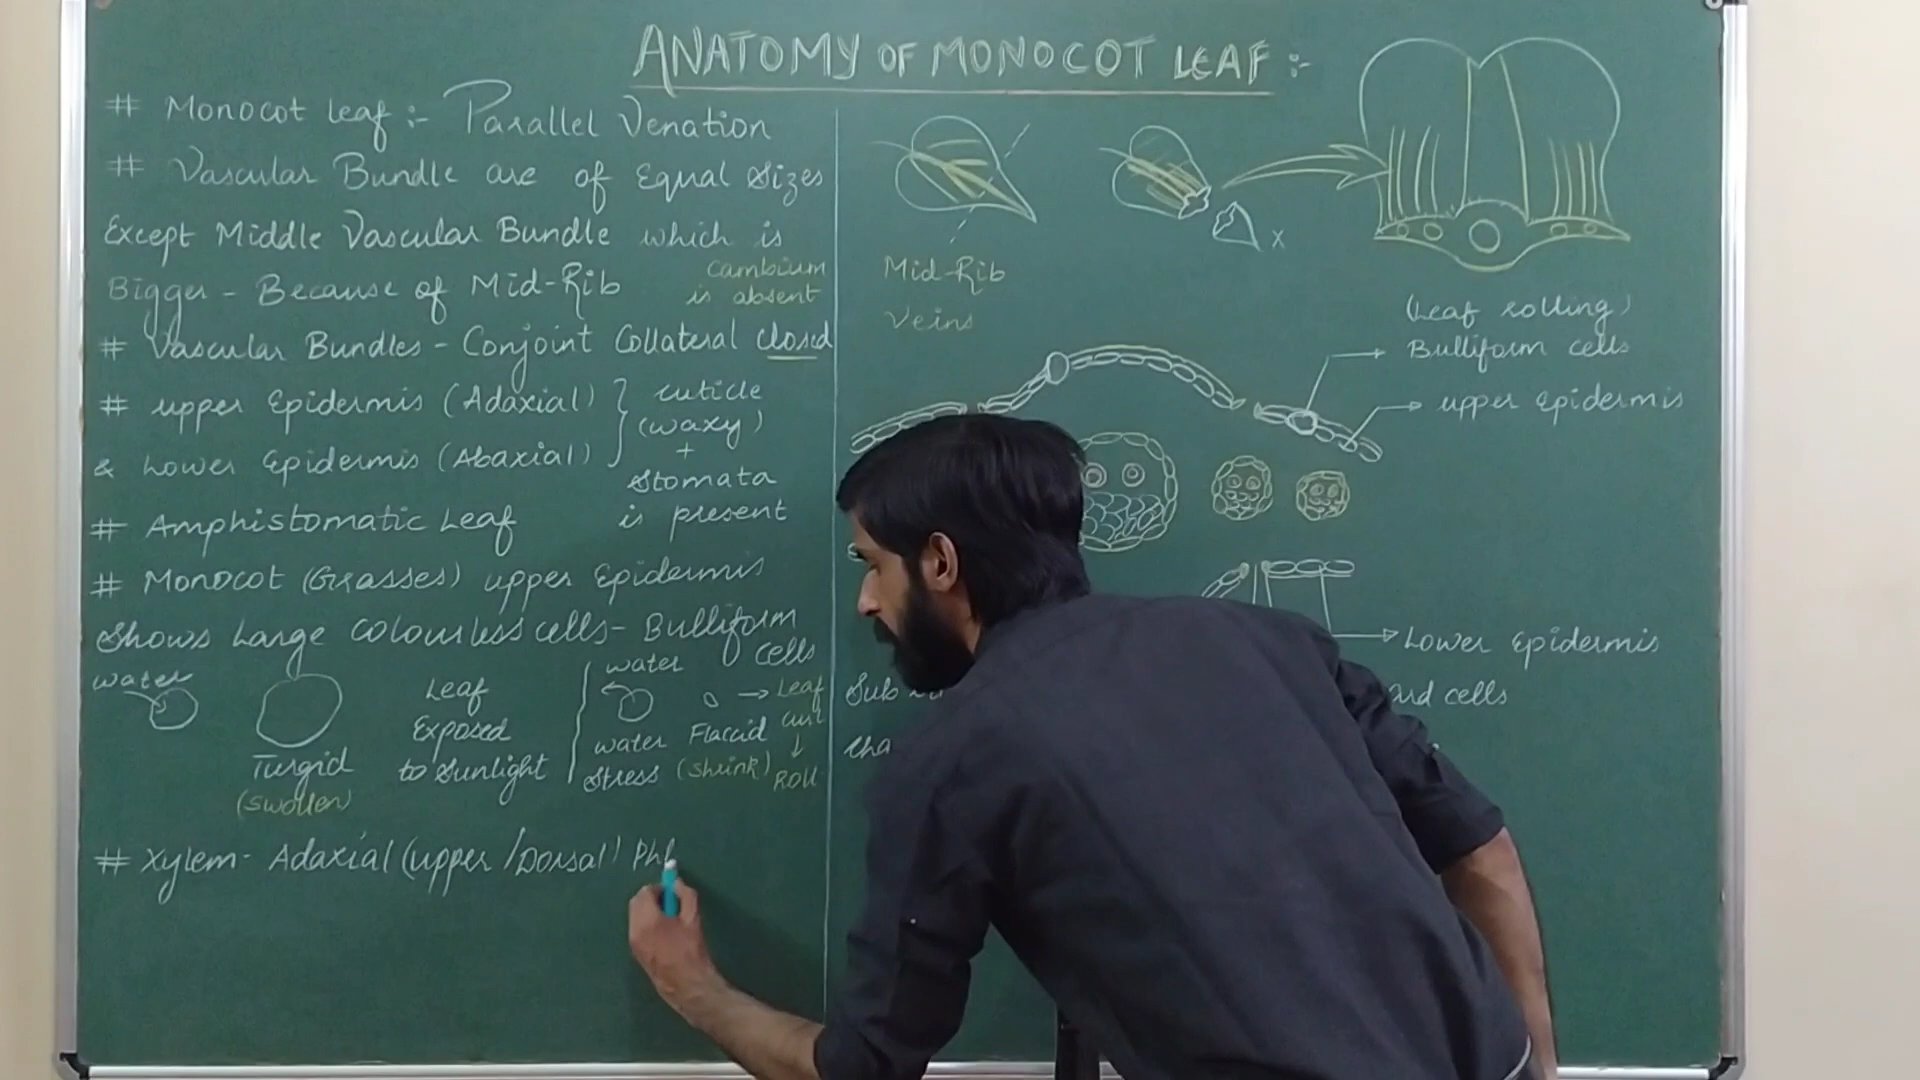 ANATOMY OF MONOCOT LEAF :-
# Monocot leaf :- Parallel Venation
# Vascular Bundle are of Equal Sizes
Except Middle Vascular Bundle which is
Bigger - Because of Mid-Rib
Cambium
is absent
# Vascular Bundles - Conjoint Collateral Closed
# upper Epidermis (Adaxial)
& Lower Epidermis (Abaxial)
cuticle
(waxy)
+
Stomata
is present
# Amphistomatic Leaf
# Monocot (Grasses) upper Epidermis
Shows Large colourless cells - Bulliform
cells
water
Turgid
(swollen)
Leaf
Exposed
to Sunlight
water
water
Stress
Flaccid
(shrink)
→ Leaf
curl
↓
Roll
# Xylem - Adaxial (upper / Dorsal) Phl
Mid-Rib
Veins
x
(Leaf rolling)
Bulliform cells
upper Epidermis
Lower Epidermis
Sub
cells
cha